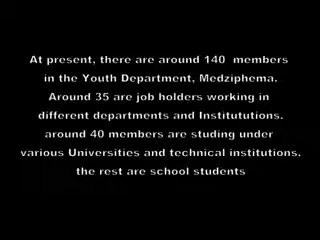 At present, there are around 140 members
in the Youth Department, Medziphema.
Around 35 are job holders working in
different departments and Institututions.
around 40 members are studing under
various Universities and technical institutions.
the rest are school students